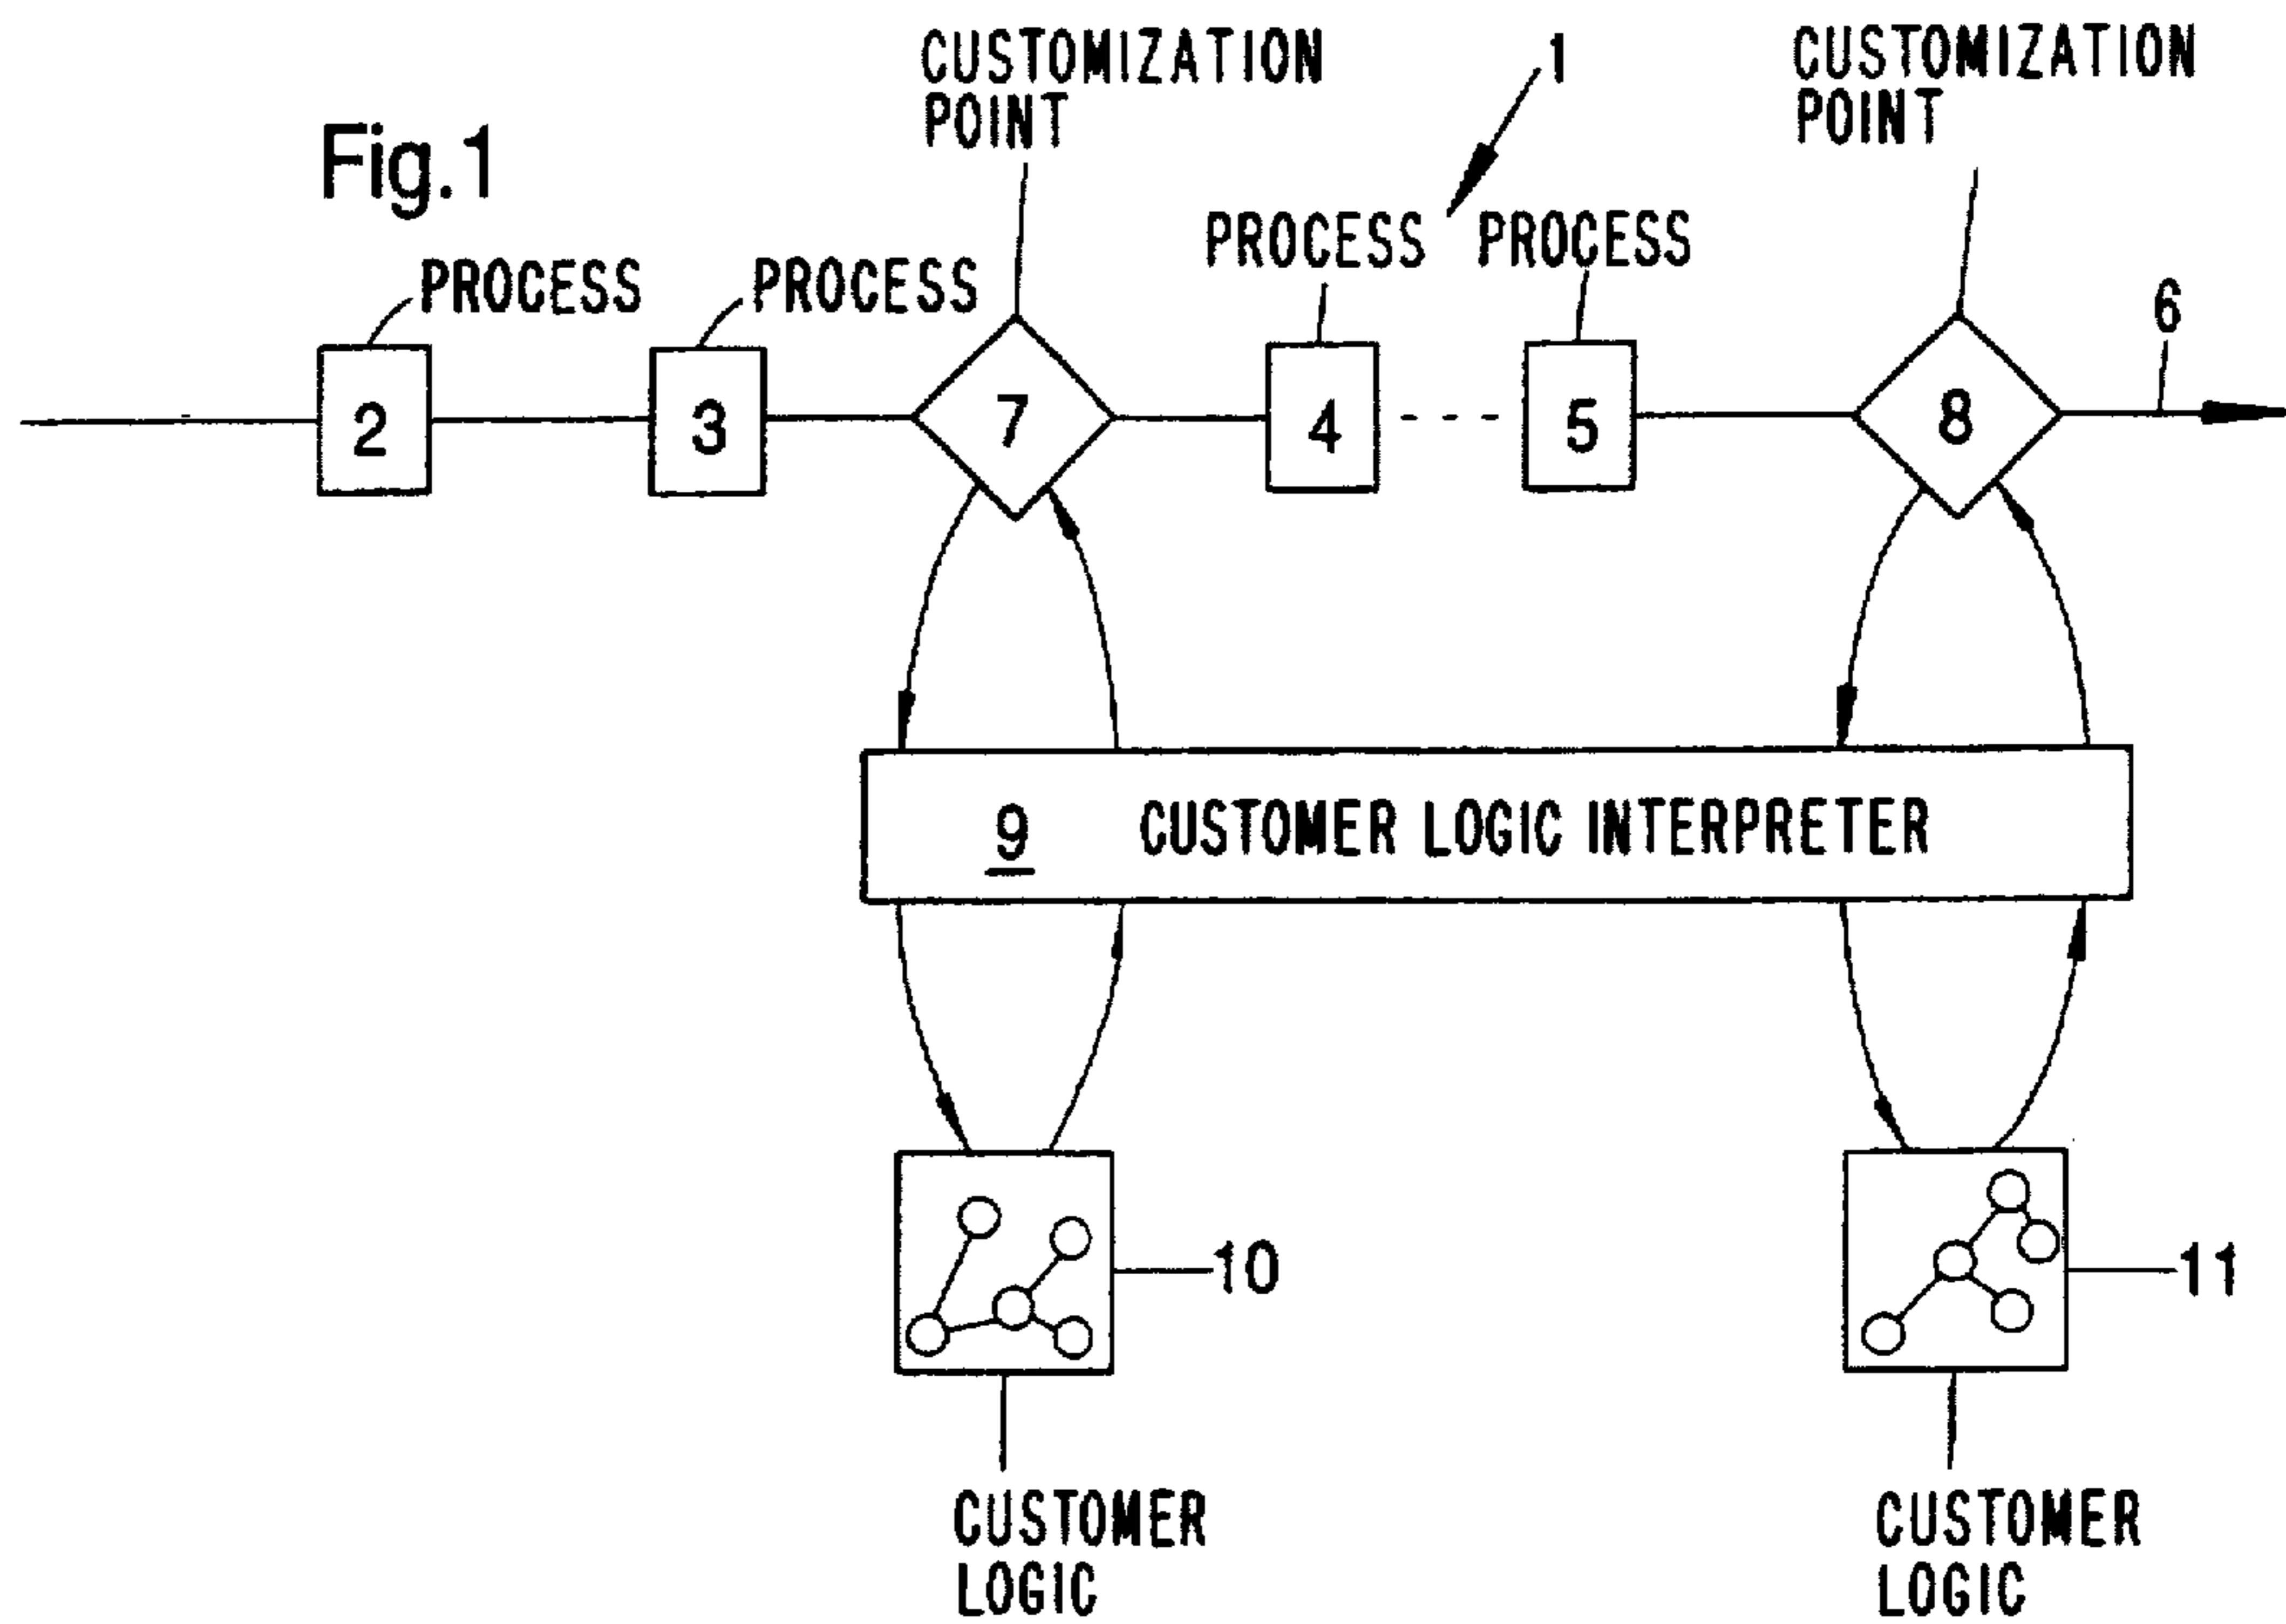 CUSTOMIZATION
POINT
1
CUSTOMIZATION
POINT
Fig.1
PROCESS
PROCESS
PROCESS
PROCESS
6
2
3
7
4
5
8
9
CUSTOMER LOGIC INTERPRETER
10
11
CUSTOMER
LOGIC
CUSTOMER
LOGIC